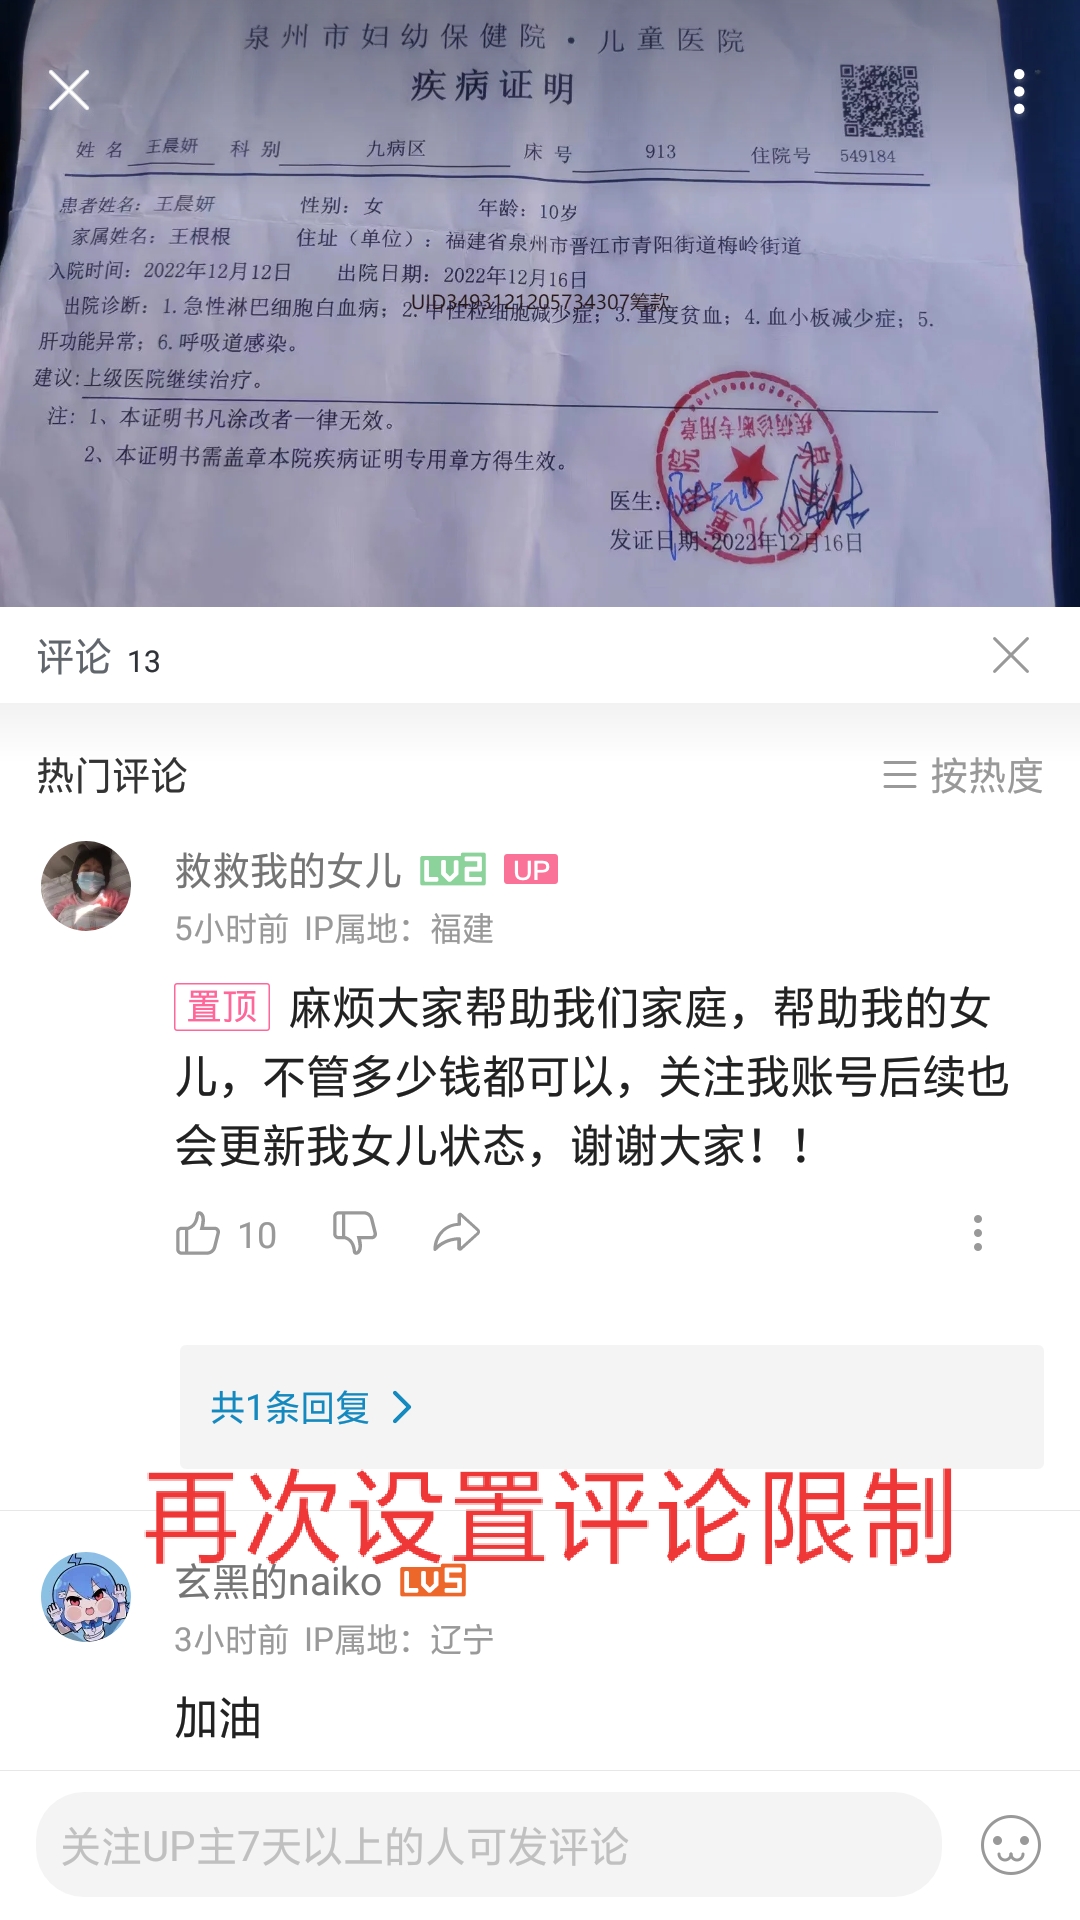 泉州市妇幼保健院·儿童医院
疾病证明
姓名 王晨妍 科别 九病区 床号 913 住院号 549184
患者姓名：王晨妍 性别：女 年龄：10岁
家属姓名：王根根 住址（单位）：福建省泉州市晋江市青阳街道梅岭街道
入院时间：2022年12月12日 出院日期：2022年12月16日
UID3493121205734307筹款
出院诊断：1.急性淋巴细胞白血病；2.中性粒细胞减少症；3.重度贫血；4.血小板减少症；5.
肝功能异常；6.呼吸道感染。
建议:上级医院继续治疗。
注：1、本证明书凡涂改者一律无效。
2、本证明书需盖章本院疾病证明专用章方得生效。
疾病诊断专用章
医生:
发证日期:2022年12月16日
评论 13
热门评论
按热度
救救我的女儿 LV2 UP
5小时前 IP属地：福建
置顶 麻烦大家帮助我们家庭，帮助我的女
儿，不管多少钱都可以，关注我账号后续也
会更新我女儿状态，谢谢大家！！
10
共1条回复
再次设置评论限制
玄黑的naiko LV5
3小时前 IP属地：辽宁
加油
关注UP主7天以上的人可发评论